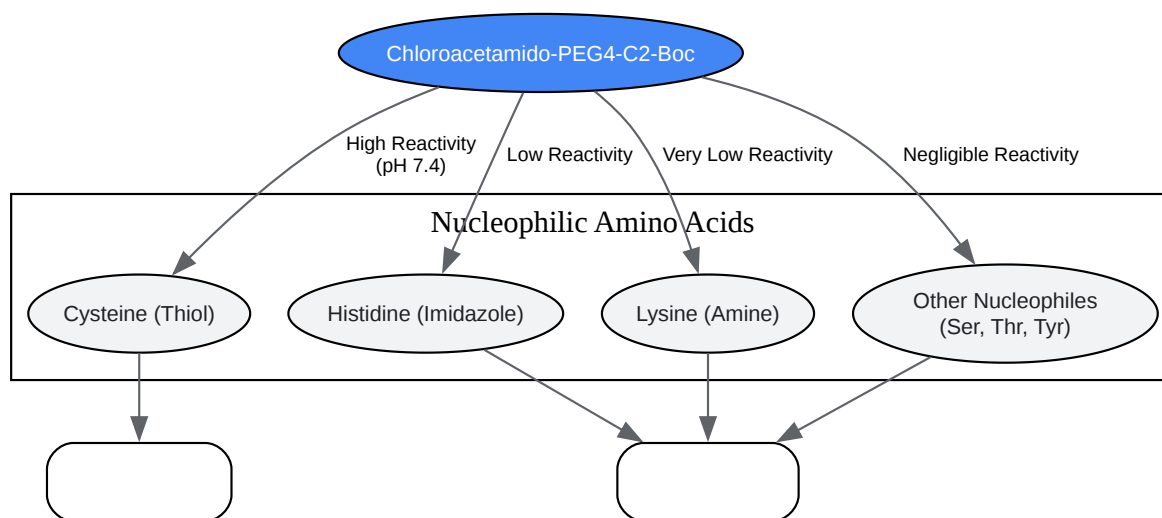 Chloroacetamido-PEG4-C2-Boc
High Reactivity
(pH 7.4)
Low Reactivity
Very Low Reactivity
Negligible Reactivity
Nucleophilic Amino Acids
Cysteine (Thiol)
Histidine (Imidazole)
Lysine (Amine)
Other Nucleophiles
(Ser, Thr, Tyr)